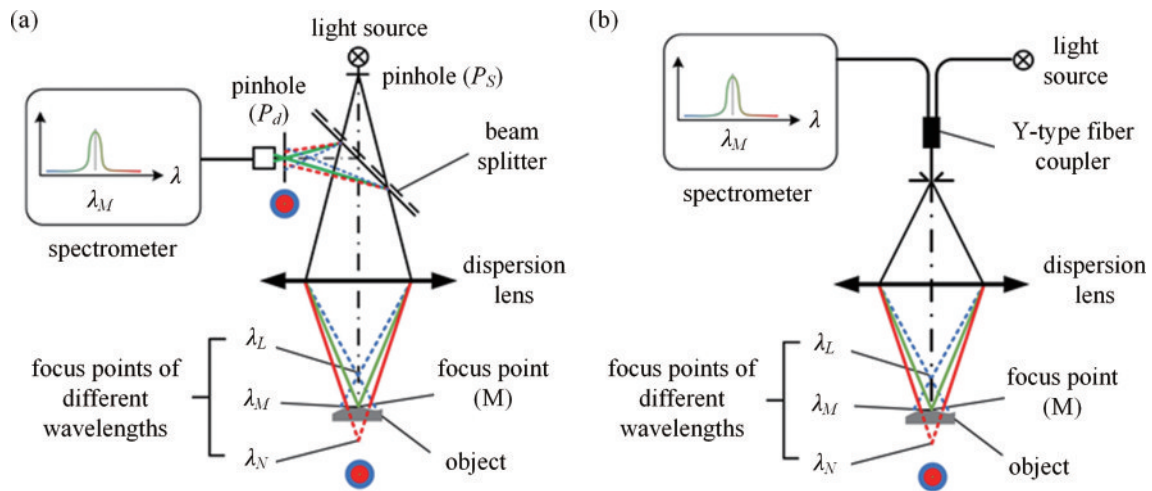 (a)
light source
pinhole (P_S)
pinhole
(P_d)
beam
splitter
λ
λ_M
spectrometer
dispersion
lens
λ_L
focus points of
different
wavelengths
λ_M
focus point
(M)
λ_N
object
(b)
light
source
λ
λ_M
Y-type fiber
coupler
spectrometer
dispersion
lens
λ_L
focus points of
different
wavelengths
λ_M
focus point
(M)
λ_N
object